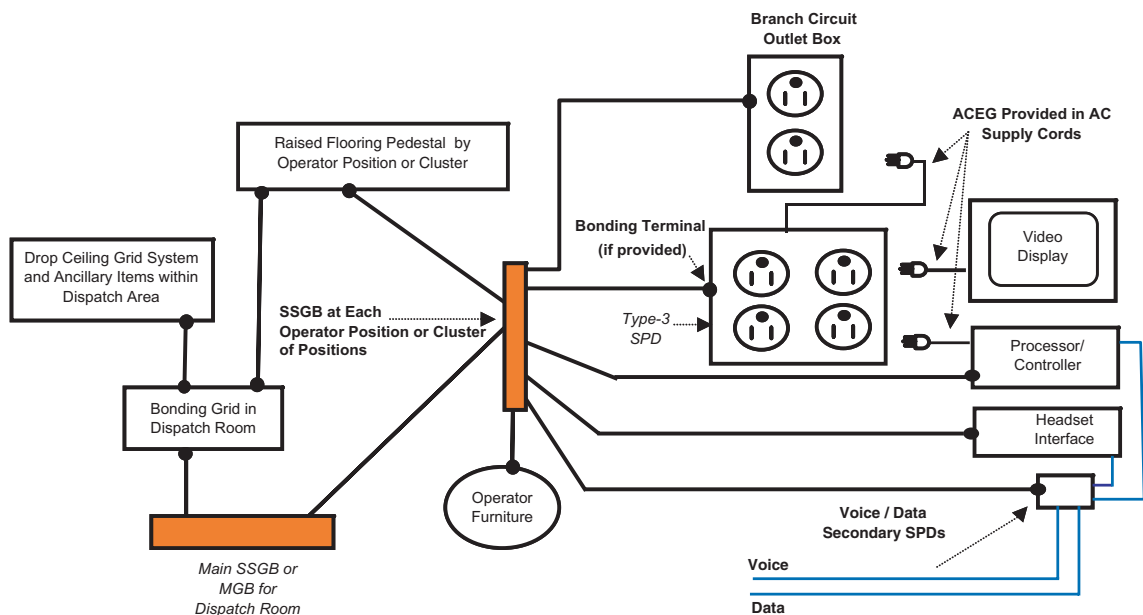 Branch Circuit
Outlet Box
ACEG Provided in AC
Supply Cords
Raised Flooring Pedestal by
Operator Position or Cluster
Bonding Terminal
(if provided)
Video
Display
Drop Ceiling Grid System
and Ancillary Items within
Dispatch Area
SSGB at Each
Operator Position or Cluster
of Positions
Type-3
SPD
Processor/
Controller
Bonding Grid in
Dispatch Room
Headset
Interface
Operator
Furniture
Voice / Data
Secondary SPDs
Main SSGB or
MGB for
Dispatch Room
Voice
Data